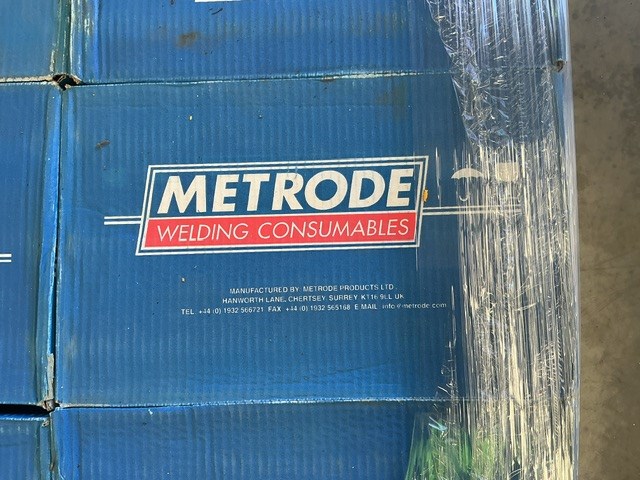 METRODE
WELDING CONSUMABLES
MANUFACTURED BY METRODE PRODUCTS LTD.
HANWORTH LANE, CHERTSEY SURREY KT16 9LL UK
TEL +44 (0) 1932 566721 FAX +44 (0) 1932 565168 E MAIL info@metrode.com